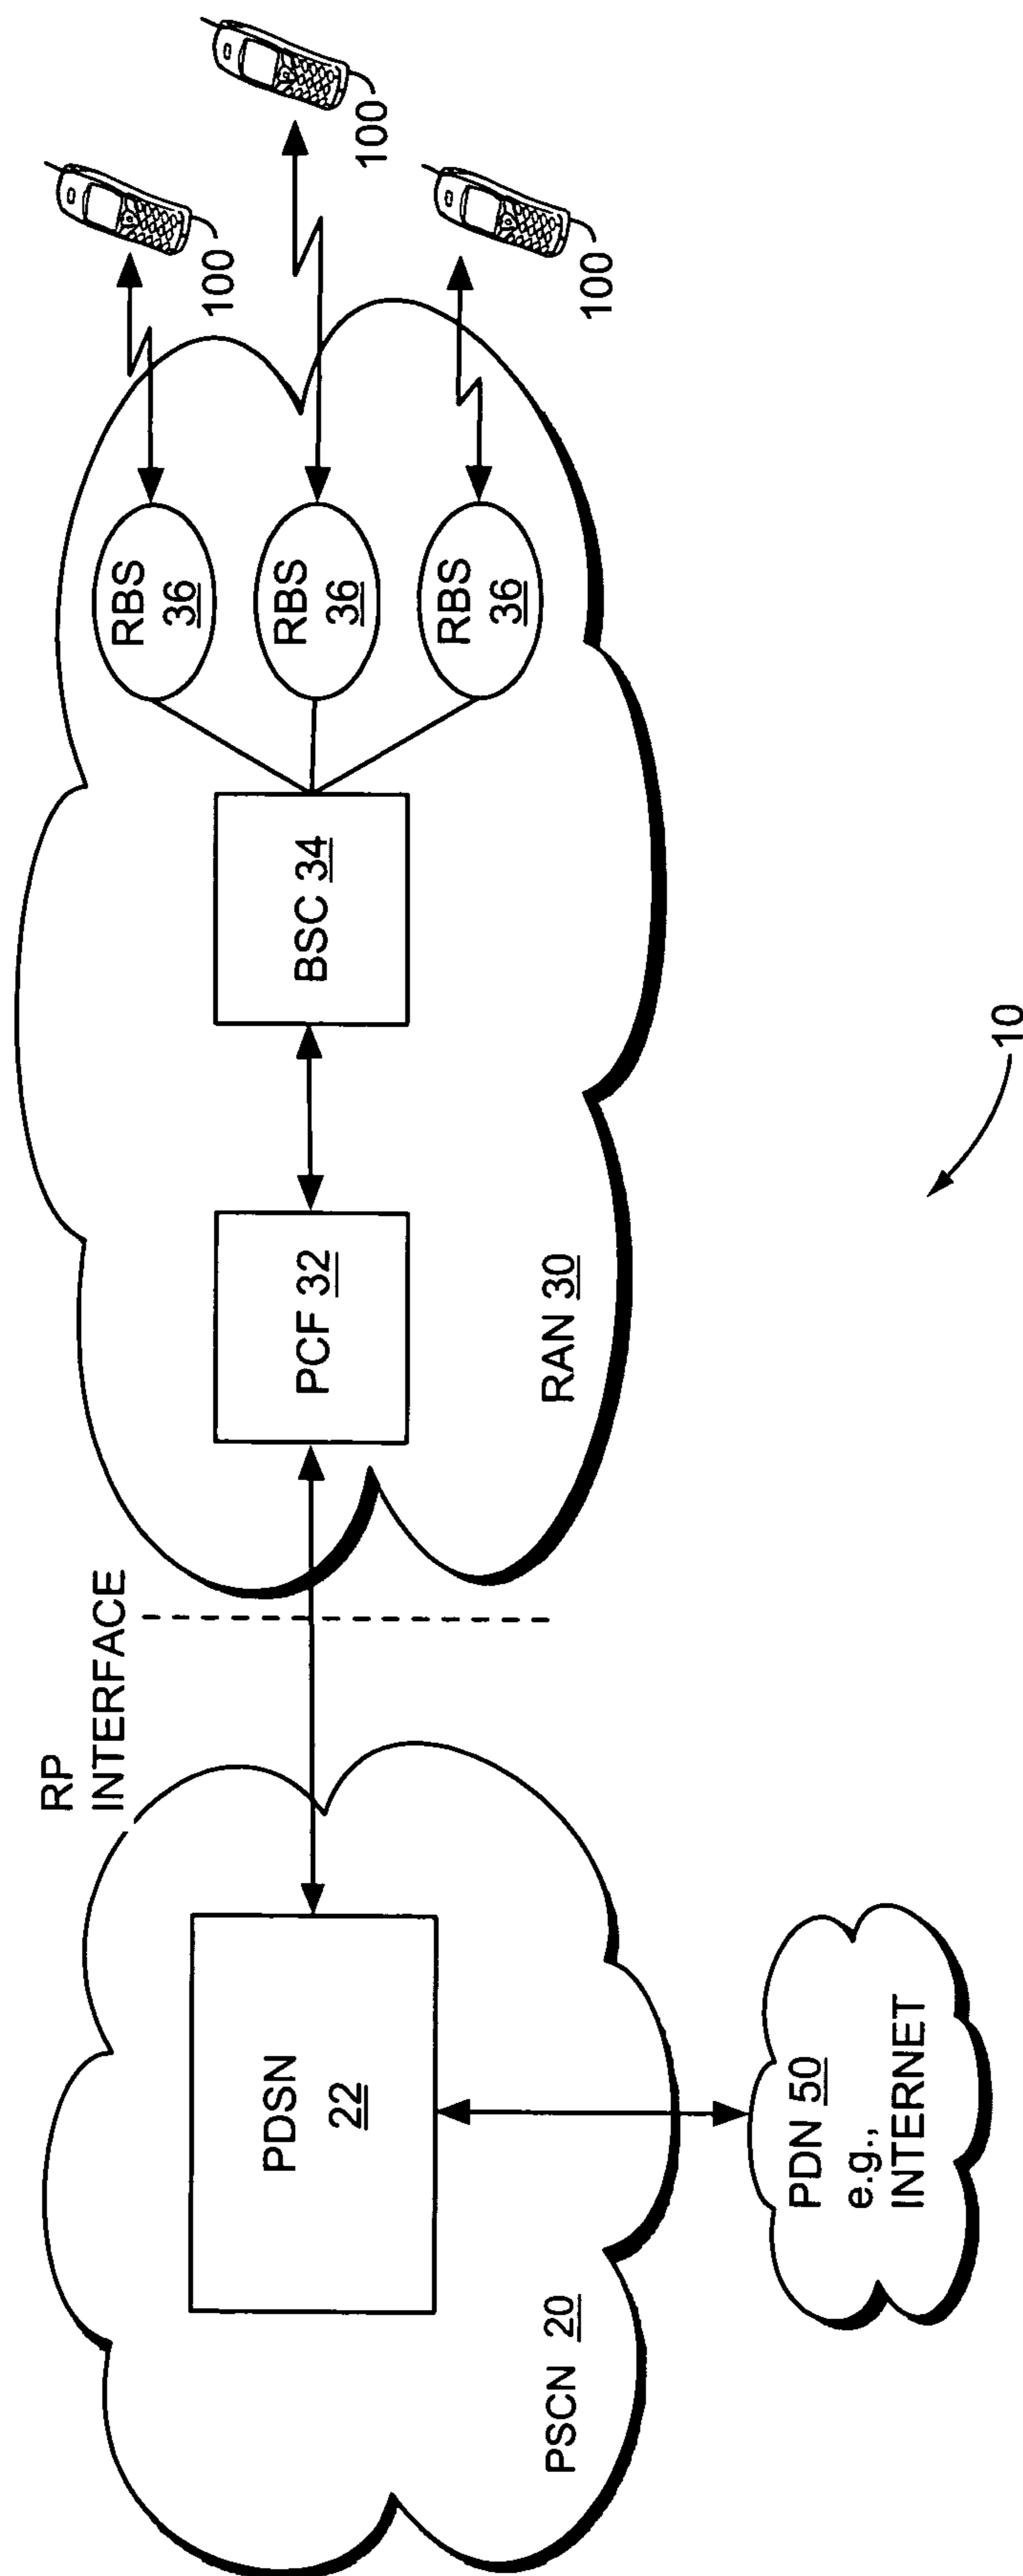 RP
INTERFACE
PDSN
22
PSCN 20
PDN 50
e.g.,
INTERNET
PCF 32
RAN 30
BSC 34
RBS
36
RBS
36
RBS
36
100
100
100
10